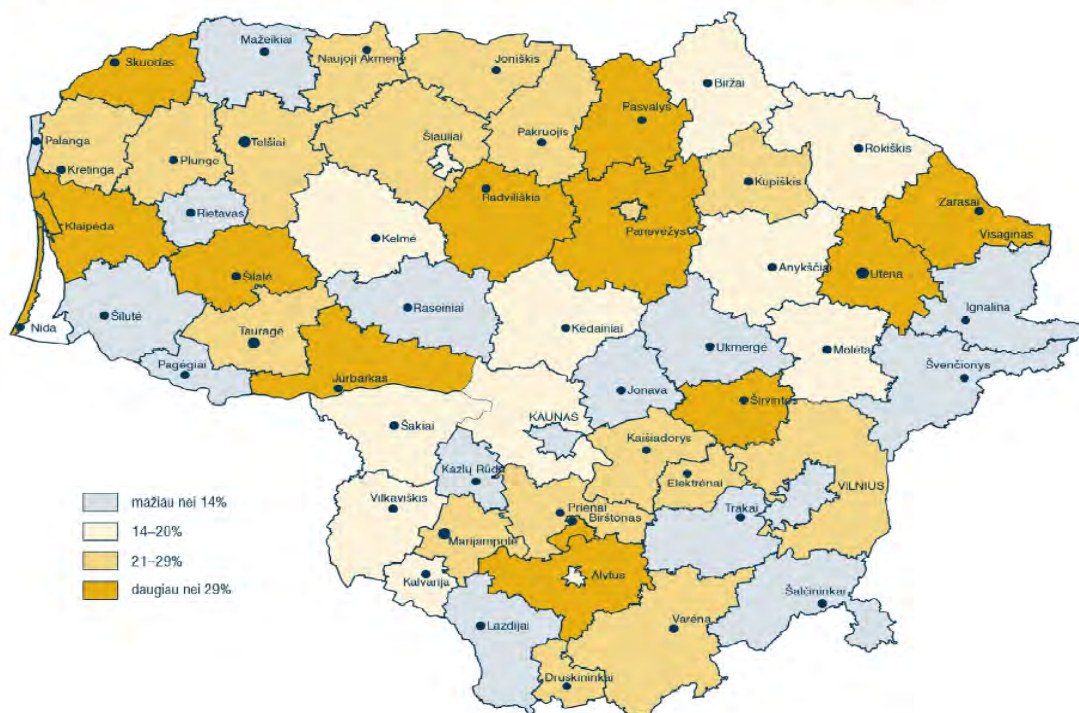 Mažeikiai
Skuodas
Naujoji Akmenė
Joniškis
Biržai
Pasvalys
Palanga
Šiauliai
Pakruojis
Telšiai
Rokiškis
Plungė
Kretinga
Kupiškis
Radviliškis
Zarasai
Rietavas
Klaipėda
Panevėžys
Visaginas
Kelmė
Anykščiai
Šilalė
Utena
Ignalina
Raseiniai
Šilutė
Nida
Kėdainiai
Tauragė
Ukmergė
Molėtai
Švenčionys
Pagėgiai
Jurbarkas
Jonava
Širvintos
KAUNAS
Šakiai
Kaišiadorys
Kazlų Rūda
Elektrėnai
VILNIUS
Vilkaviškis
Trakai
Prienai
Birštonas
Marijampolė
Kalvarija
Alytus
Šalčininkai
Lazdijai
Varėna
Druskininkai
mažiau nei 14%
14–20%
21–29%
daugiau nei 29%